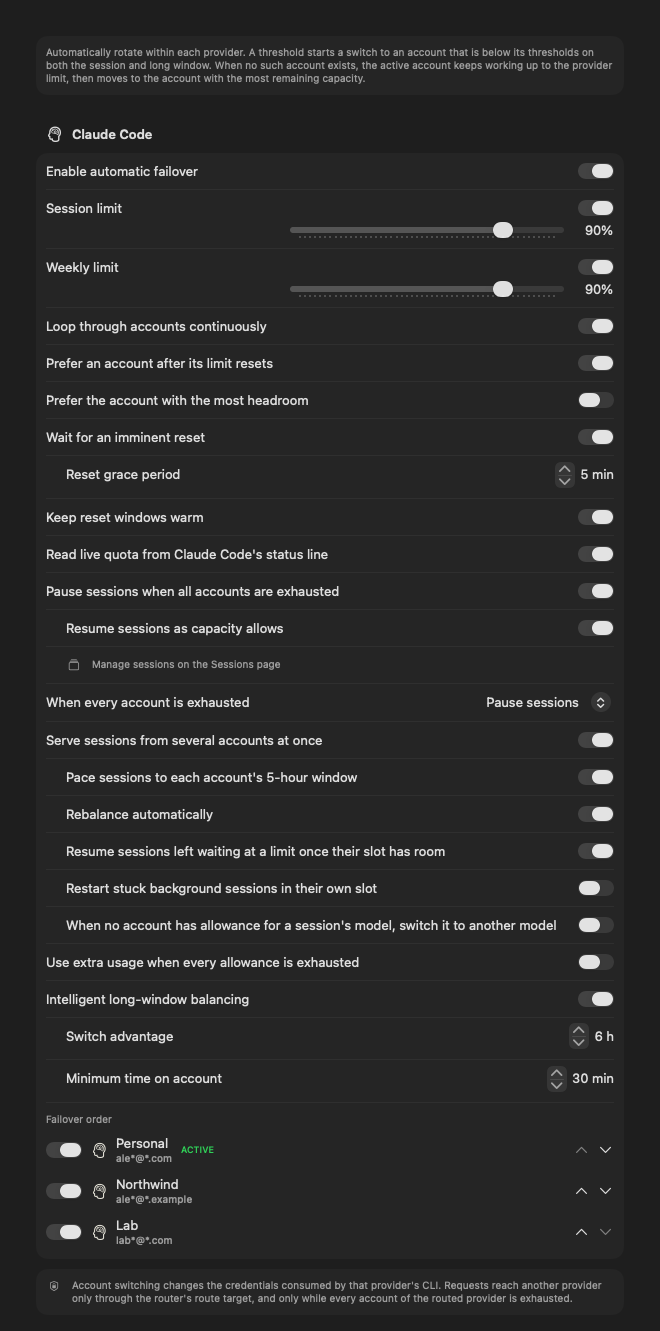 Automatically rotate within each provider. A threshold starts a switch to an account that is below its thresholds on
both the session and long window. When no such account exists, the active account keeps working up to the provider
limit, then moves to the account with the most remaining capacity.
Claude Code
Enable automatic failover
Session limit
90%
Weekly limit
90%
Loop through accounts continuously
Prefer an account after its limit resets
Prefer the account with the most headroom
Wait for an imminent reset
Reset grace period
5 min
Keep reset windows warm
Read live quota from Claude Code's status line
Pause sessions when all accounts are exhausted
Resume sessions as capacity allows
Manage sessions on the Sessions page
When every account is exhausted
Pause sessions
Serve sessions from several accounts at once
Pace sessions to each account's 5-hour window
Rebalance automatically
Resume sessions left waiting at a limit once their slot has room
Restart stuck background sessions in their own slot
When no account has allowance for a session's model, switch it to another model
Use extra usage when every allowance is exhausted
Intelligent long-window balancing
Switch advantage
6 h
Minimum time on account
30 min
Failover order
Personal ACTIVE
ale*@*.com
Northwind
ale*@*.example
Lab
lab*@*.com
Account switching changes the credentials consumed by that provider's CLI. Requests reach another provider
only through the router's route target, and only while every account of the routed provider is exhausted.